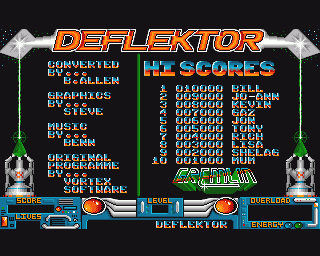 DEFLEKTOR
CONVERTED
BY...
B.ALLEN
GRAPHICS
BY...
STEVE
MUSIC
BY...
BENN
ORIGINAL
PROGRAMME
BY...
VORTEX
SOFTWARE
HI SCORES
1 010000 BILL
2 009000 JO-ANN
3 008000 KEVIN
4 007000 GAZ
5 006000 JON
6 005000 TONY
7 004000 RICH
8 003000 LISA
9 002000 SHELAG
10 001000 MUM
GREMLIN
SCORE
LEVEL
OVERLOAD
LIVES
DEFLEKTOR
ENERGY